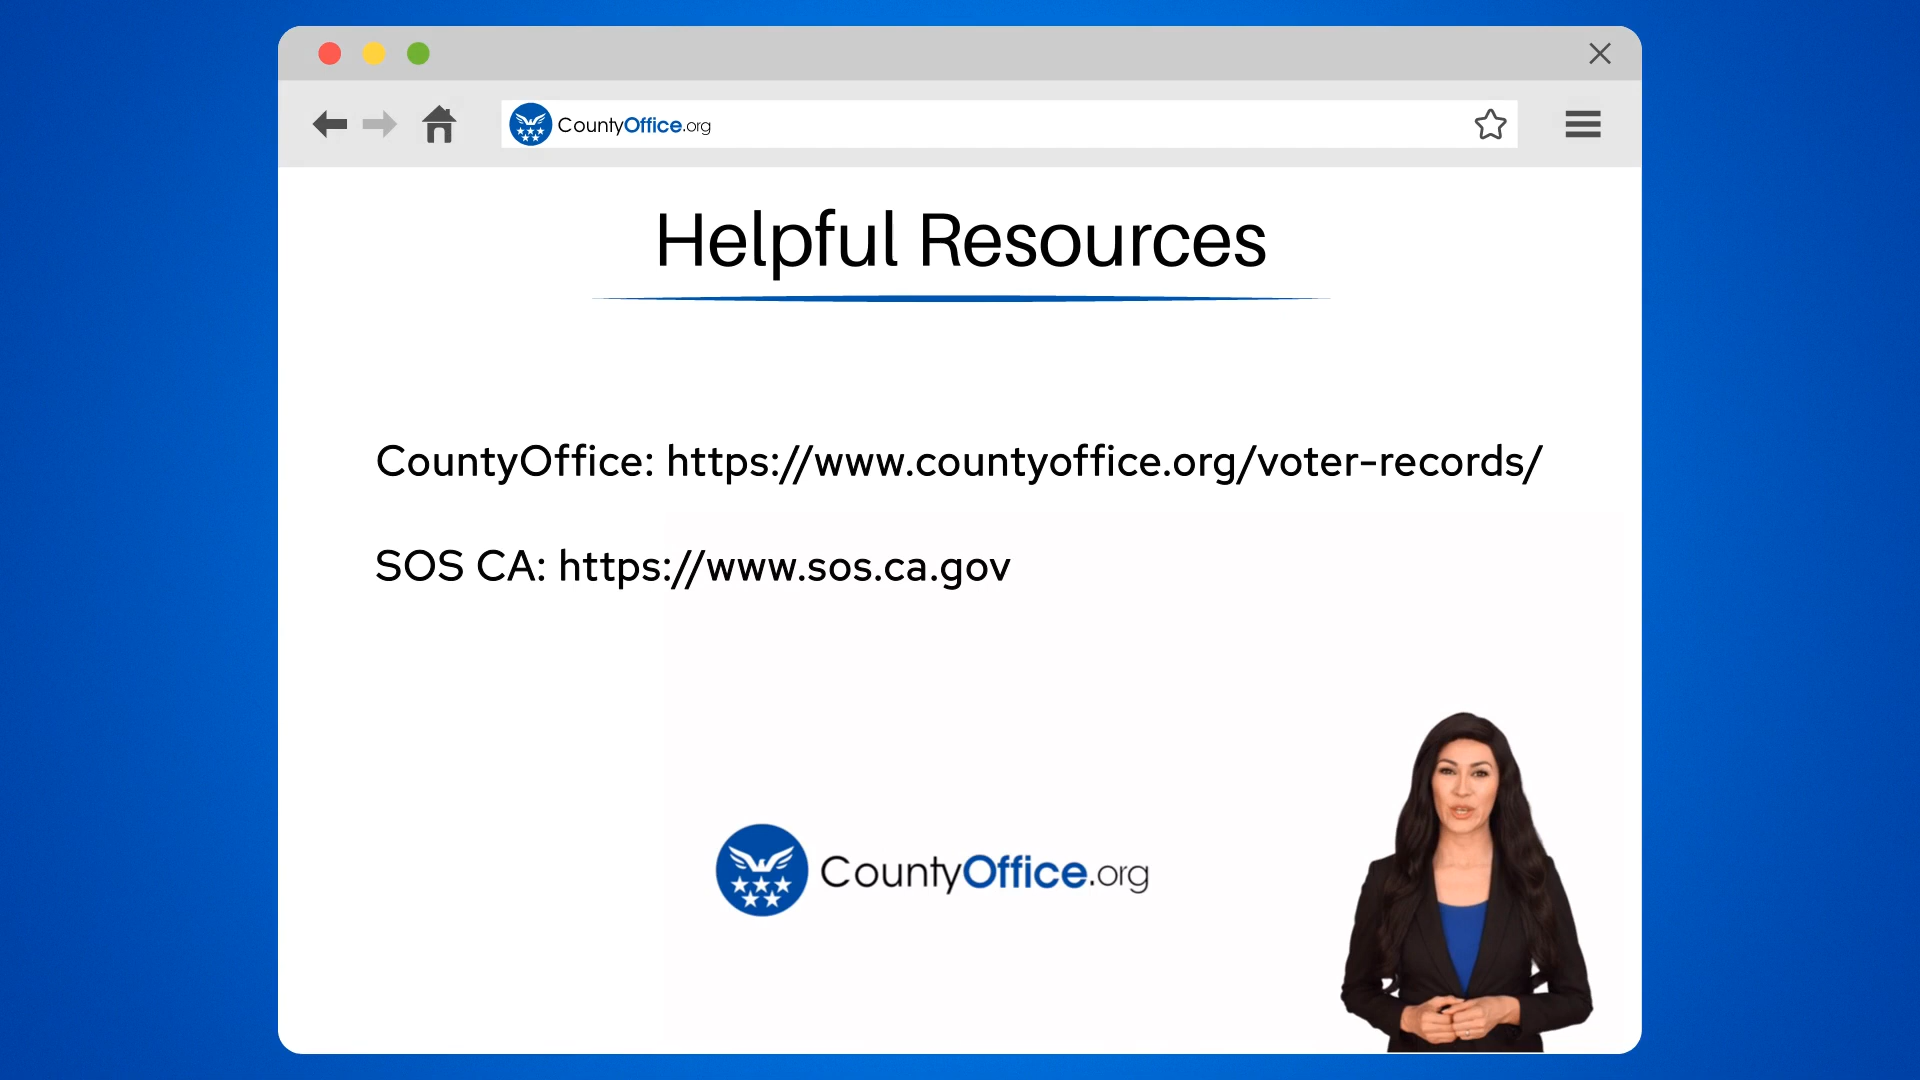 CountyOffice.org
Helpful Resources
CountyOffice: https://www.countyoffice.org/voter-records/
SOS CA: https://www.sos.ca.gov
CountyOffice.org